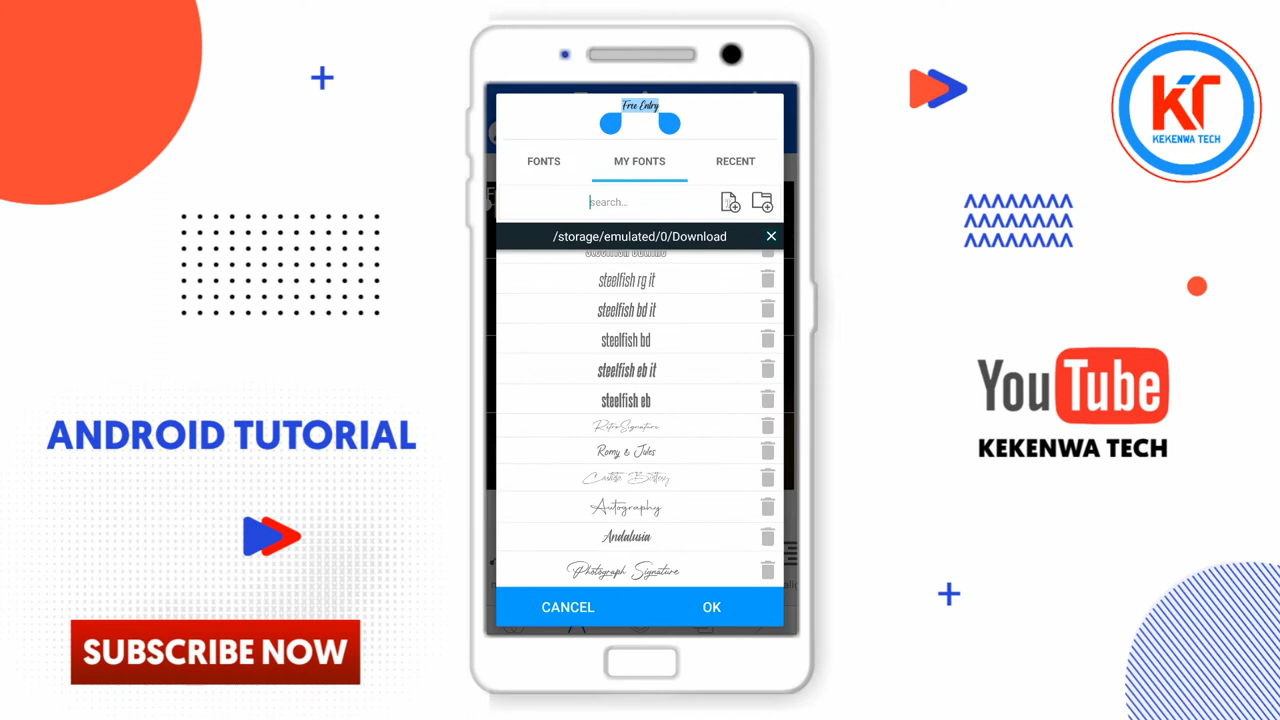 Free Entry
FONTS
MY FONTS
RECENT
search...
/storage/emulated/0/Download
steelfish rg it
steelfish bd it
steelfish bd
steelfish eb it
steelfish eb
RetroSignature
Romy & Jules
Autography
Andalusia
Photograph Signature
CANCEL
OK
ANDROID TUTORIAL
SUBSCRIBE NOW
KT
KEKENWA TECH
YouTube
KEKENWA TECH